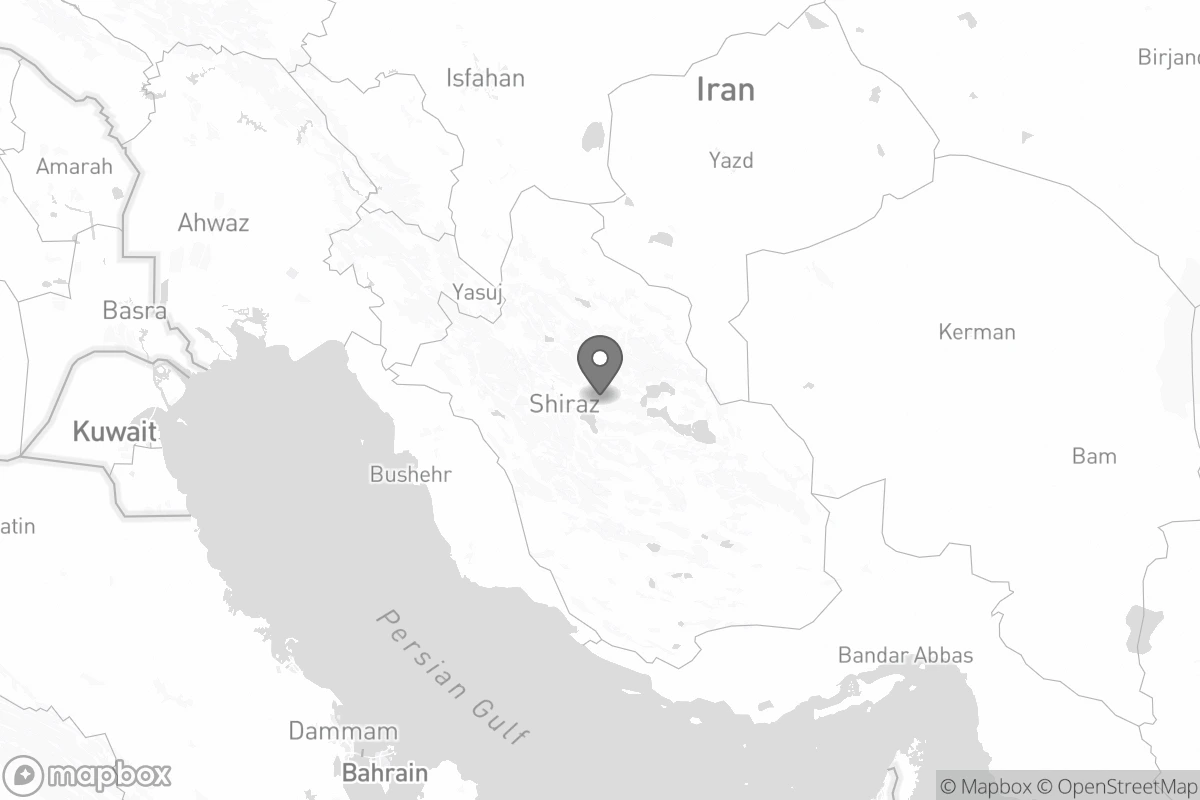 Birjand
Isfahan
Iran
Yazd
Amarah
Ahwaz
Yasuj
Basra
Kerman
Shiraz
Kuwait
Bam
Bushehr
atin
Persian Gulf
Bandar Abbas
Dammam
Bahrain
mapbox
© Mapbox © OpenStreetMap